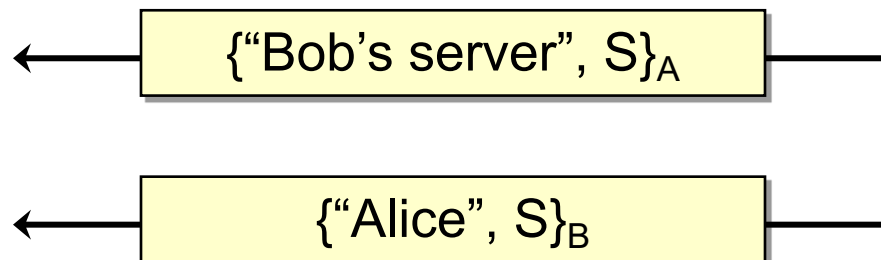 {“Bob’s server”, S}A
{“Alice”, S}B